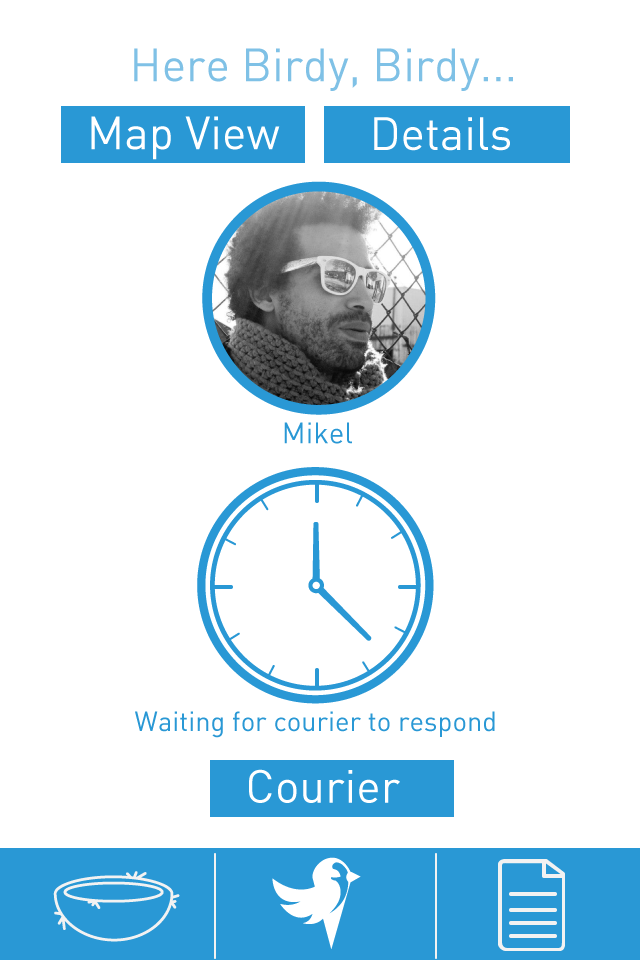 Here Birdy, Birdy...
Map View
Details
Mikel
Waiting for courier to respond
Courier